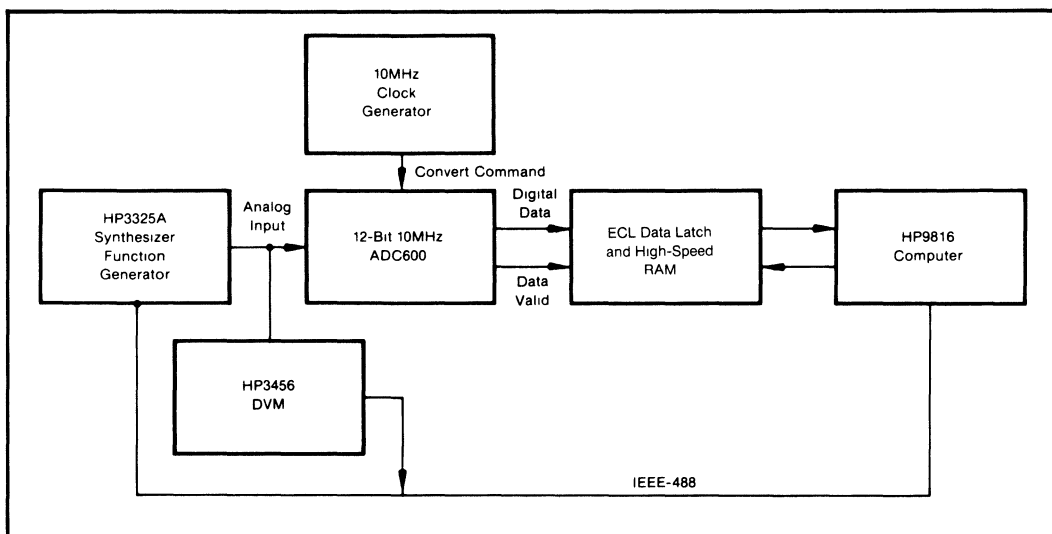 10MHz
Clock
Generator
Convert Command
HP3325A
Synthesizer
Function
Generator
Analog
Input
12-Bit 10MHz
ADC600
Digital
Data
Data
Valid
ECL Data Latch
and High-Speed
RAM
HP9816
Computer
HP3456
DVM
IEEE-488